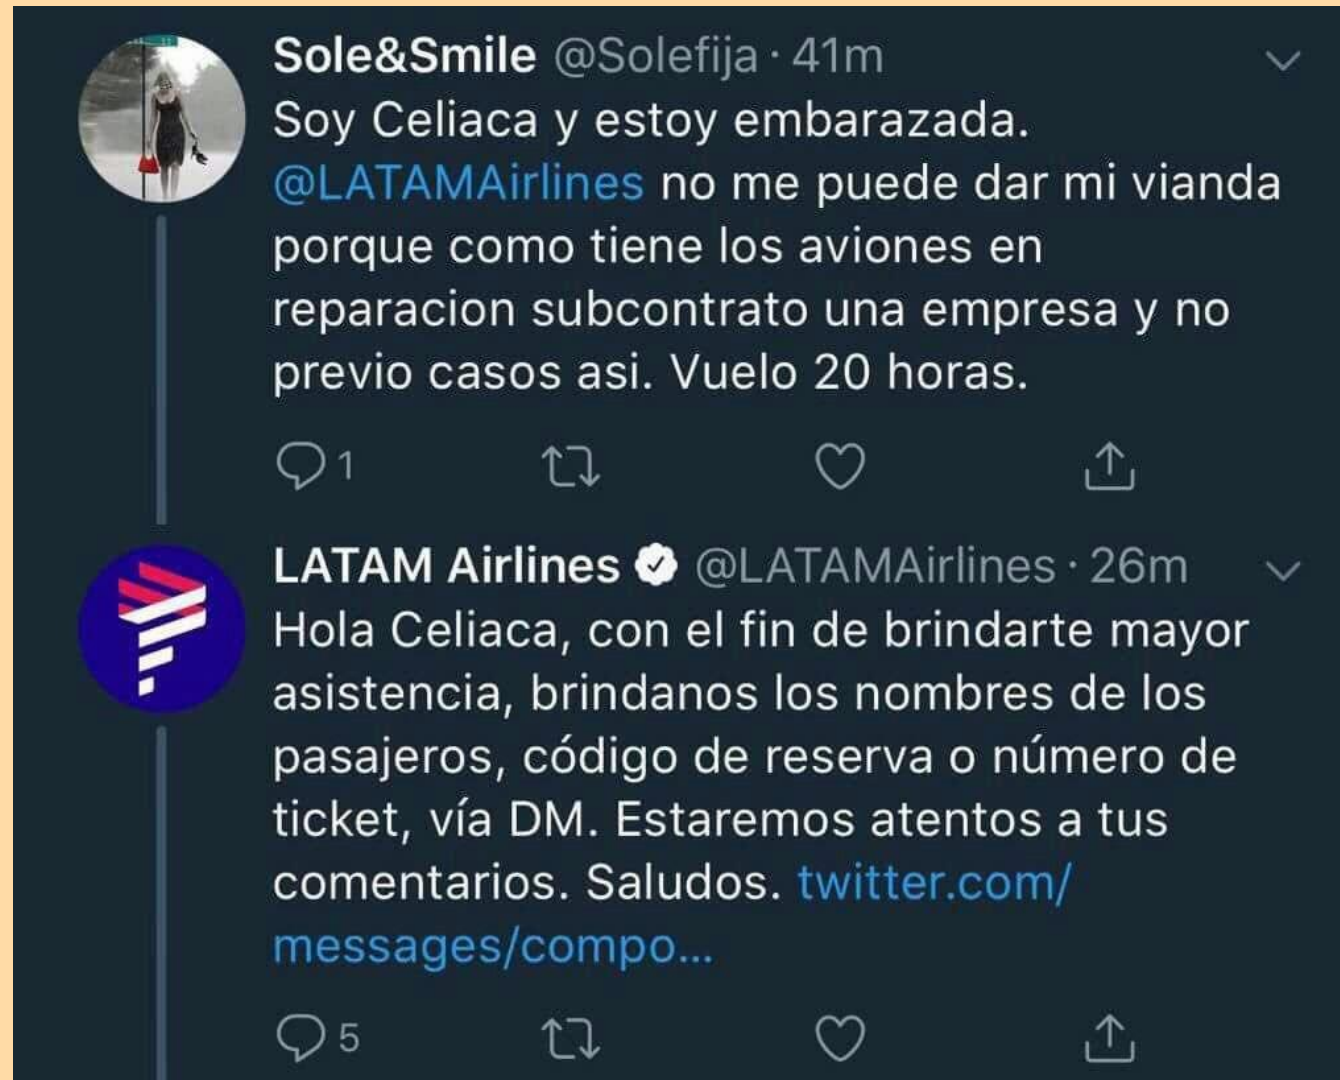 Sole&Smile @Solefija · 41m
Soy Celiaca y estoy embarazada.
@LATAMAirlines no me puede dar mi vianda
porque como tiene los aviones en
reparacion subcontrato una empresa y no
previo casos asi. Vuelo 20 horas.
1
LATAM Airlines @LATAMAirlines · 26m
Hola Celiaca, con el fin de brindarte mayor
asistencia, brindanos los nombres de los
pasajeros, código de reserva o número de
ticket, vía DM. Estaremos atentos a tus
comentarios. Saludos. twitter.com/
messages/compo...
5